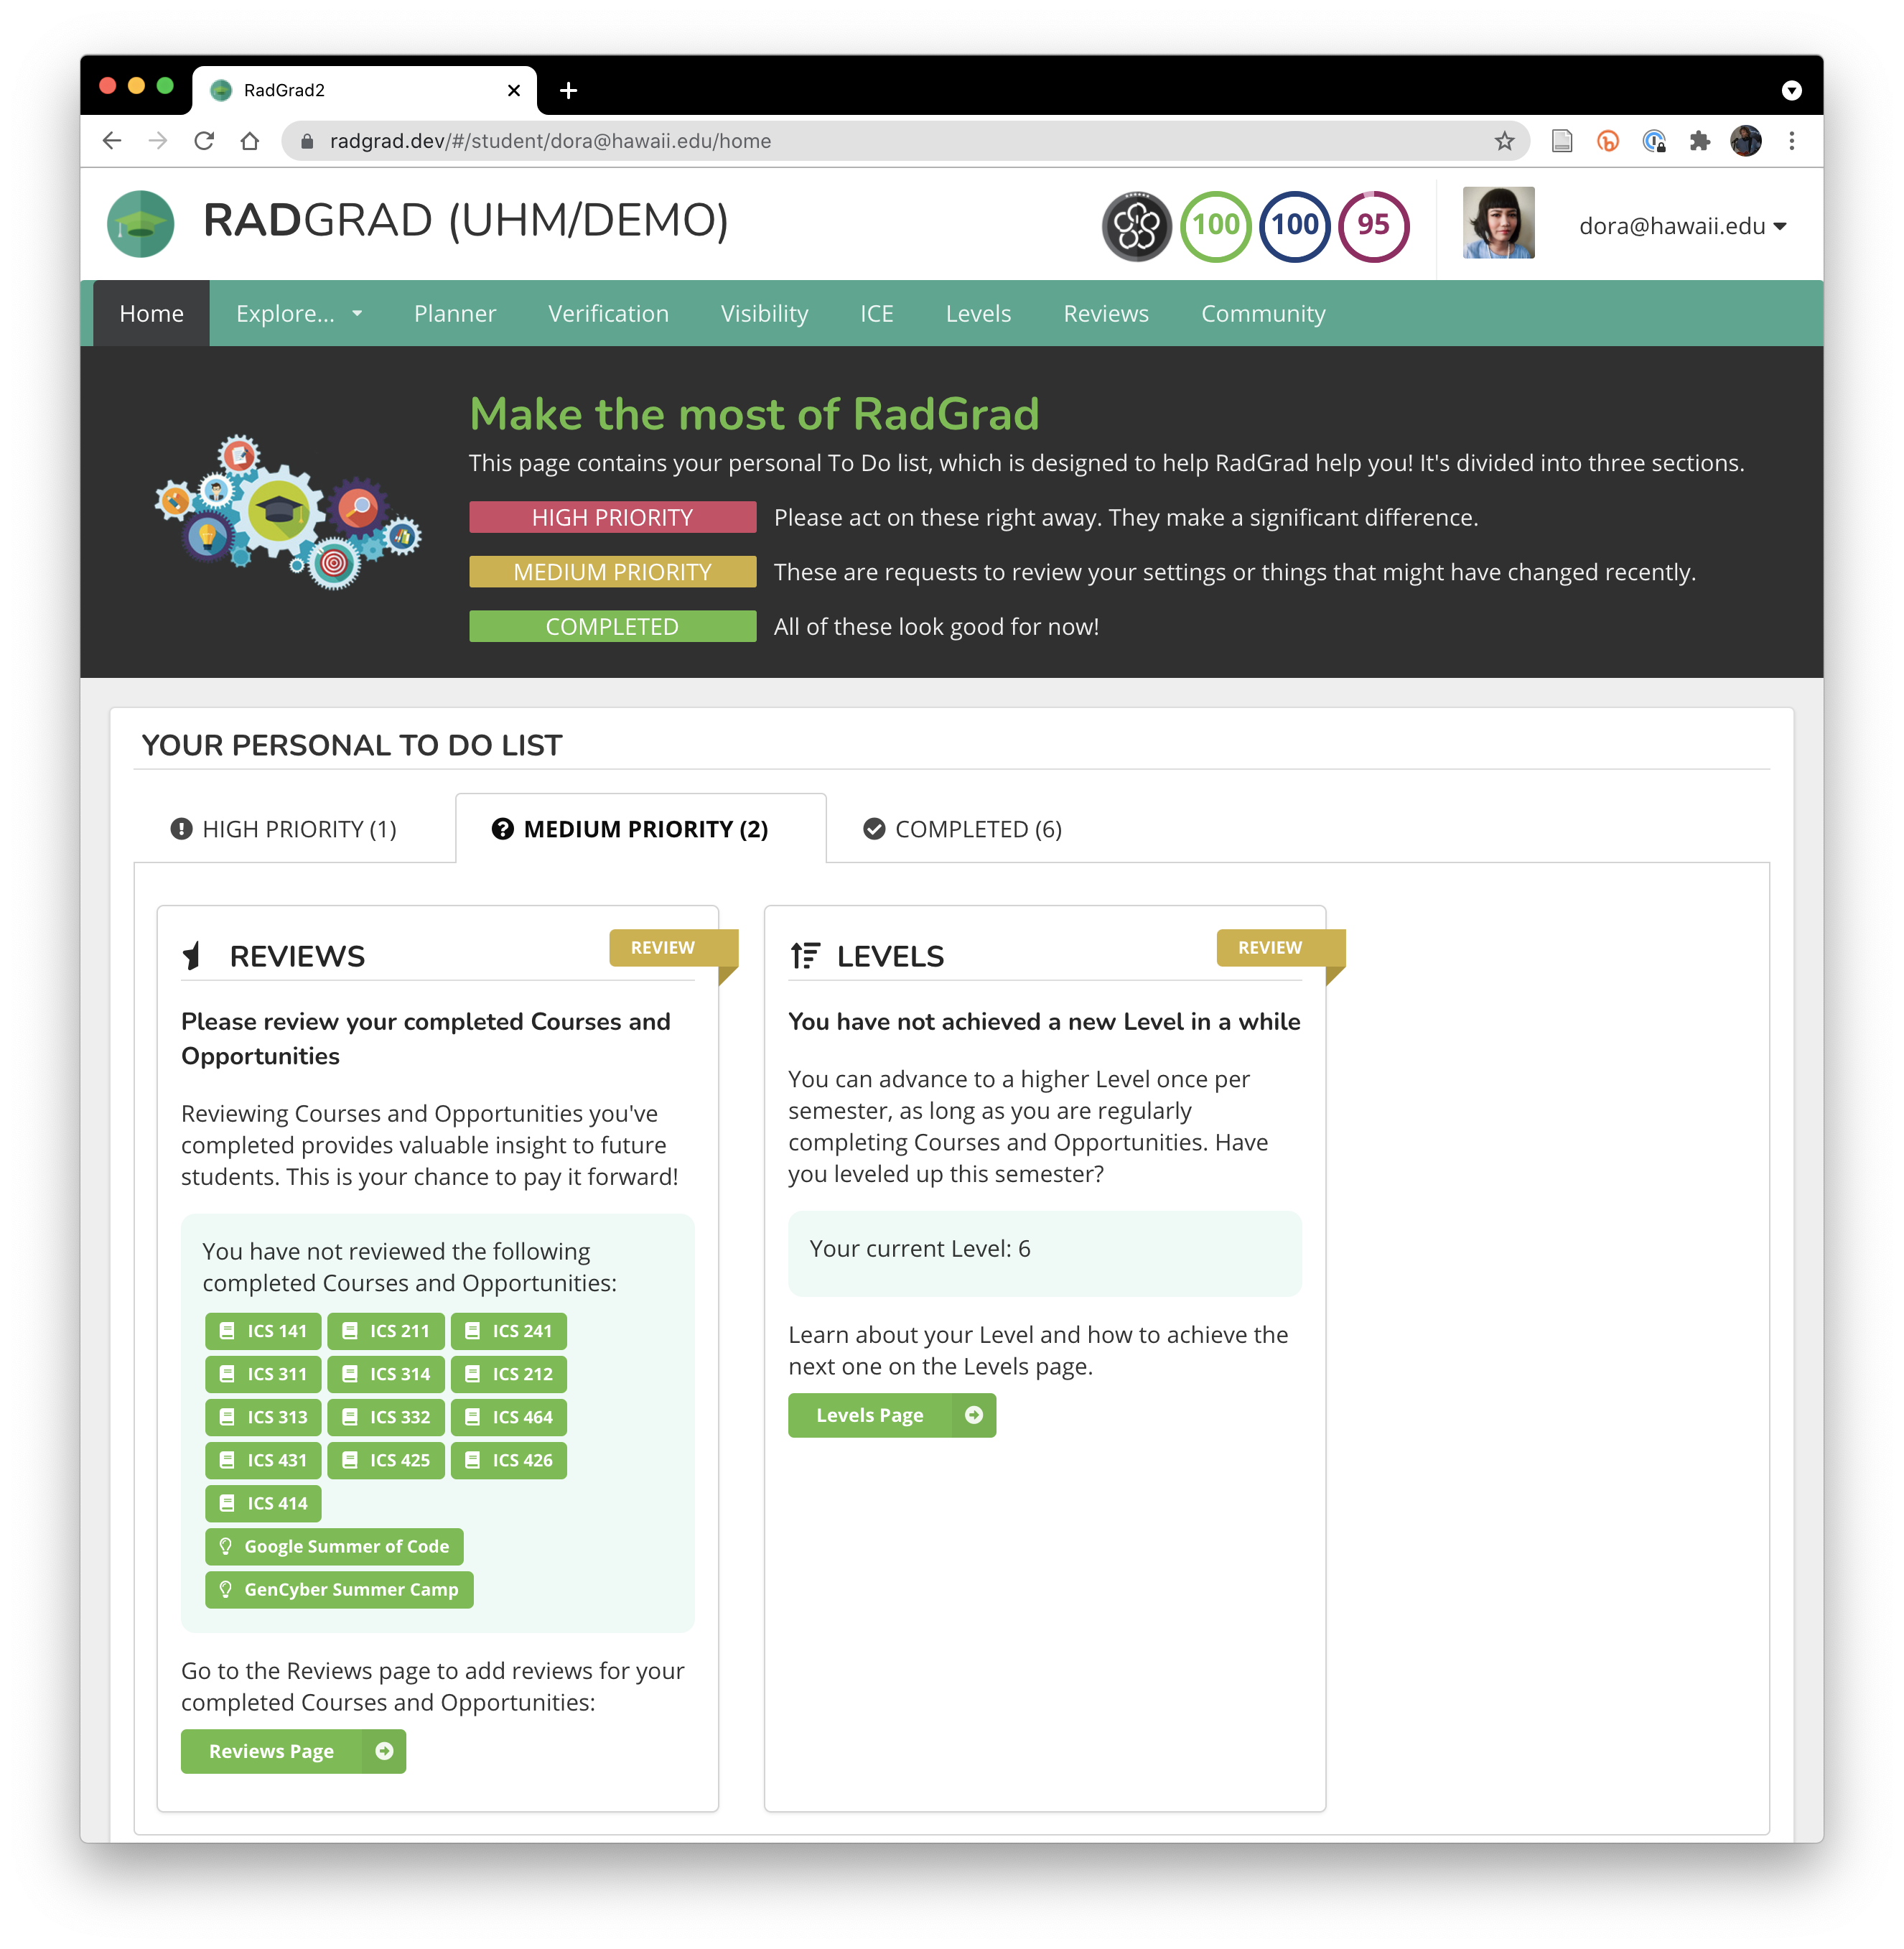 RadGrad2
radgrad.dev/#/student/dora@hawaii.edu/home
RADGRAD (UHM/DEMO)
100
100
95
dora@hawaii.edu
Home
Explore...
Planner
Verification
Visibility
ICE
Levels
Reviews
Community
Make the most of RadGrad
This page contains your personal To Do list, which is designed to help RadGrad help you! It's divided into three sections.
HIGH PRIORITY Please act on these right away. They make a significant difference.
MEDIUM PRIORITY These are requests to review your settings or things that might have changed recently.
COMPLETED All of these look good for now!
YOUR PERSONAL TO DO LIST
HIGH PRIORITY (1)
MEDIUM PRIORITY (2)
COMPLETED (6)
REVIEWS
REVIEW
Please review your completed Courses and
Opportunities
Reviewing Courses and Opportunities you've
completed provides valuable insight to future
students. This is your chance to pay it forward!
You have not reviewed the following
completed Courses and Opportunities:
ICS 141 ICS 211 ICS 241
ICS 311 ICS 314 ICS 212
ICS 313 ICS 332 ICS 464
ICS 431 ICS 425 ICS 426
ICS 414
Google Summer of Code
GenCyber Summer Camp
Go to the Reviews page to add reviews for your
completed Courses and Opportunities:
Reviews Page
LEVELS
REVIEW
You have not achieved a new Level in a while
You can advance to a higher Level once per
semester, as long as you are regularly
completing Courses and Opportunities. Have
you leveled up this semester?
Your current Level: 6
Learn about your Level and how to achieve the
next one on the Levels page.
Levels Page